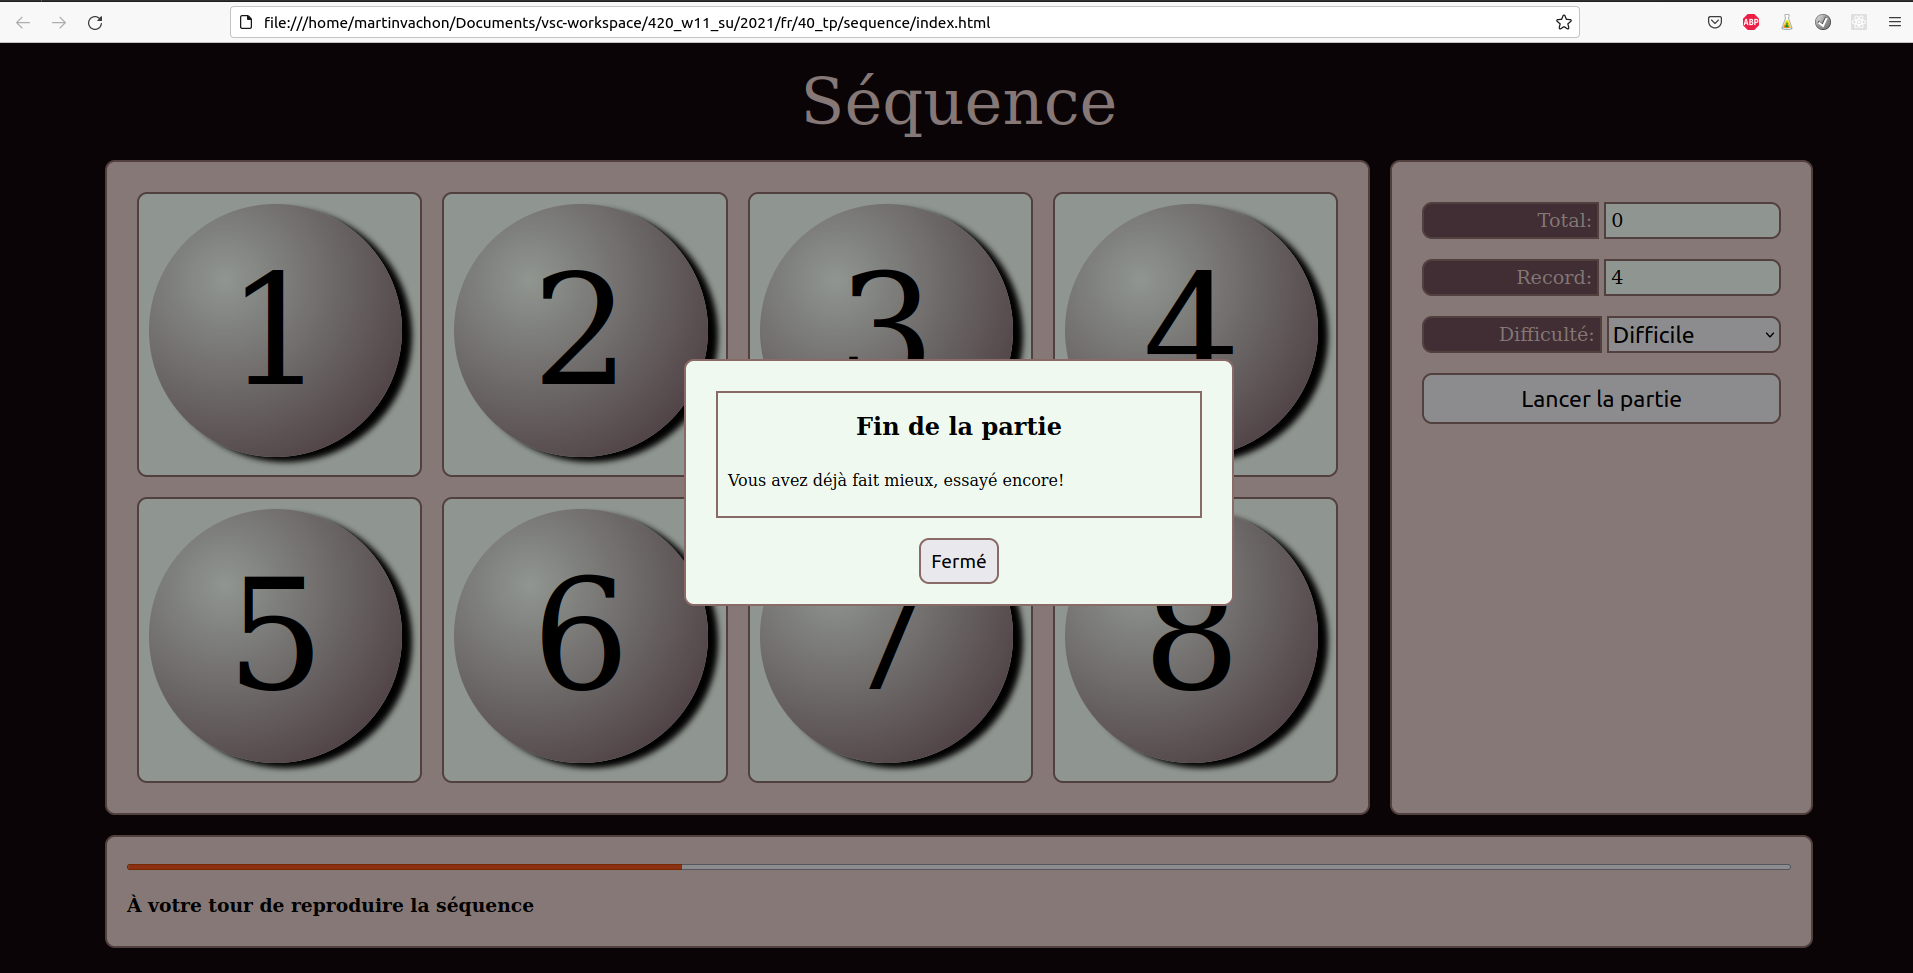 file:///home/martinvachon/Documents/vsc-workspace/420_w11_su/2021/fr/40_tp/sequence/index.html
ABP
Séquence
1 2 3 4
Total: 0
Record: 4
Difficulté: Difficile
Lancer la partie
Fin de la partie
Vous avez déjà fait mieux, essayé encore!
Fermé
5 6 7 8
À votre tour de reproduire la séquence